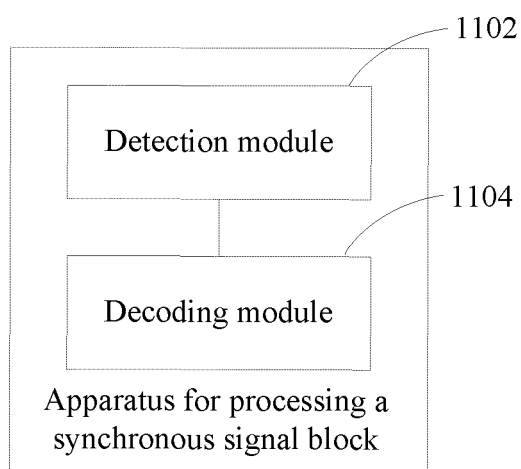 1102
Detection module
1104
Decoding module
Apparatus for processing a
synchronous signal block